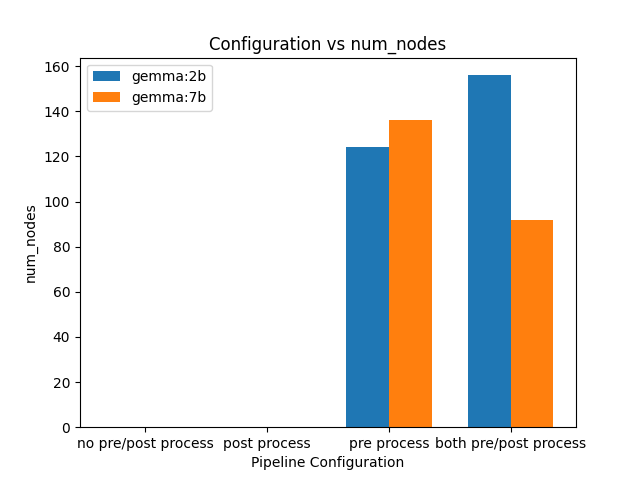 Configuration vs num_nodes
gemma:2b
gemma:7b
160
140
120
100
80
60
40
20
0
num_nodes
no pre/post process
post process
pre process
both pre/post process
Pipeline Configuration